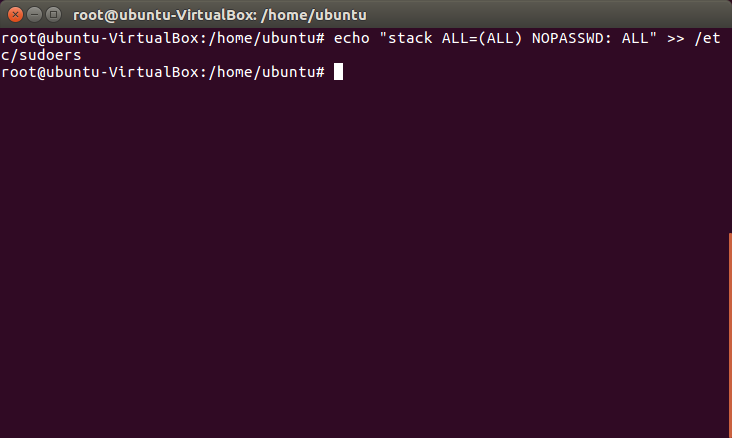 root@ubuntu-VirtualBox: /home/ubuntu
root@ubuntu-VirtualBox:/home/ubuntu# echo "stack ALL=(ALL) NOPASSWD: ALL" >> /et
c/sudoers
root@ubuntu-VirtualBox:/home/ubuntu#